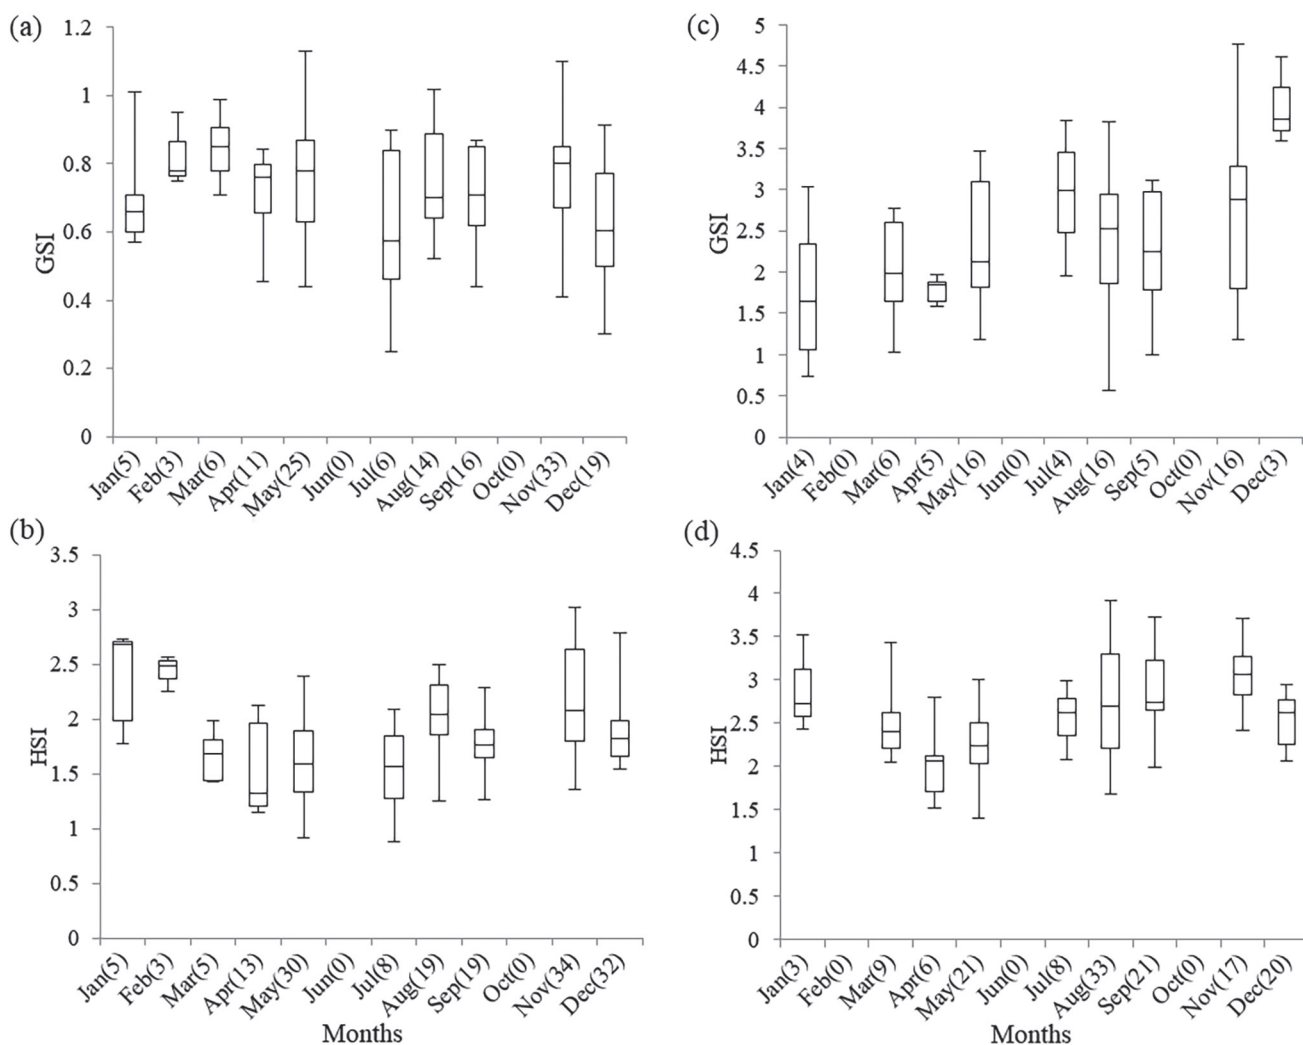 (a)
1.2
1
0.8
0.6
0.4
0.2
0
GSI
Jan(5)
Feb(3)
Mar(6)
Apr(11)
May(25)
Jun(0)
Jul(6)
Aug(14)
Sep(16)
Oct(0)
Nov(33)
Dec(19)
(c)
5
4.5
4
3.5
3
2.5
2
1.5
1
0.5
0
GSI
Jan(4)
Feb(0)
Mar(6)
Apr(5)
May(16)
Jun(0)
Jul(4)
Aug(16)
Sep(5)
Oct(0)
Nov(16)
Dec(3)
(b)
3.5
3
2.5
2
1.5
1
0.5
0
HSI
Jan(5)
Feb(3)
Mar(5)
Apr(13)
May(30)
Jun(0)
Jul(8)
Aug(19)
Sep(19)
Oct(0)
Nov(34)
Dec(32)
Months
(d)
4.5
4
3.5
3
2.5
2
1.5
1
0.5
0
HSI
Jan(3)
Feb(0)
Mar(9)
Apr(6)
May(21)
Jun(0)
Jul(8)
Aug(33)
Sep(21)
Oct(0)
Nov(17)
Dec(20)
Months